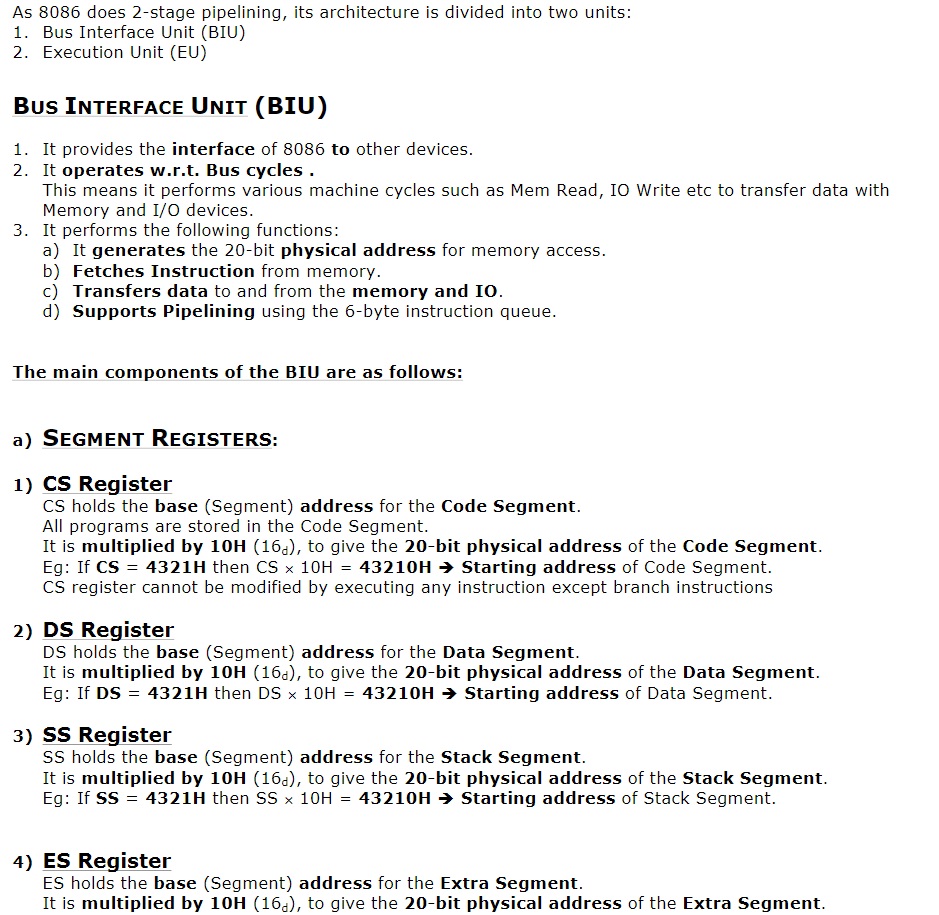 As 8086 does 2-stage pipelining, its architecture is divided into two units:
1. Bus Interface Unit (BIU)
2. Execution Unit (EU)
BUS INTERFACE UNIT (BIU)
1. It provides the interface of 8086 to other devices.
2. It operates w.r.t. Bus cycles .
This means it performs various machine cycles such as Mem Read, IO Write etc to transfer data with
Memory and I/O devices.
3. It performs the following functions:
a) It generates the 20-bit physical address for memory access.
b) Fetches Instruction from memory.
c) Transfers data to and from the memory and IO.
d) Supports Pipelining using the 6-byte instruction queue.
The main components of the BIU are as follows:
a) SEGMENT REGISTERS:
1) CS Register
CS holds the base (Segment) address for the Code Segment.
All programs are stored in the Code Segment.
It is multiplied by 10H (16d), to give the 20-bit physical address of the Code Segment.
Eg: If CS = 4321H then CS × 10H = 43210H ➔ Starting address of Code Segment.
CS register cannot be modified by executing any instruction except branch instructions
2) DS Register
DS holds the base (Segment) address for the Data Segment.
It is multiplied by 10H (16d), to give the 20-bit physical address of the Data Segment.
Eg: If DS = 4321H then DS × 10H = 43210H ➔ Starting address of Data Segment.
3) SS Register
SS holds the base (Segment) address for the Stack Segment.
It is multiplied by 10H (16d), to give the 20-bit physical address of the Stack Segment.
Eg: If SS = 4321H then SS × 10H = 43210H ➔ Starting address of Stack Segment.
4) ES Register
ES holds the base (Segment) address for the Extra Segment.
It is multiplied by 10H (16d), to give the 20-bit physical address of the Extra Segment.